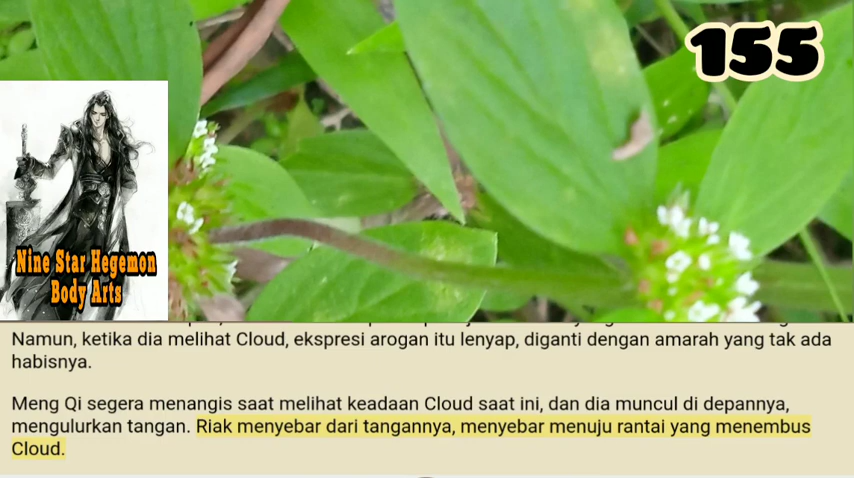 155
Nine Star Hegemon
Body Arts
Namun, ketika dia melihat Cloud, ekspresi arogan itu lenyap, diganti dengan amarah yang tak ada
habisnya.
Meng Qi segera menangis saat melihat keadaan Cloud saat ini, dan dia muncul di depannya,
mengulurkan tangan. Riak menyebar dari tangannya, menyebar menuju rantai yang menembus
Cloud.